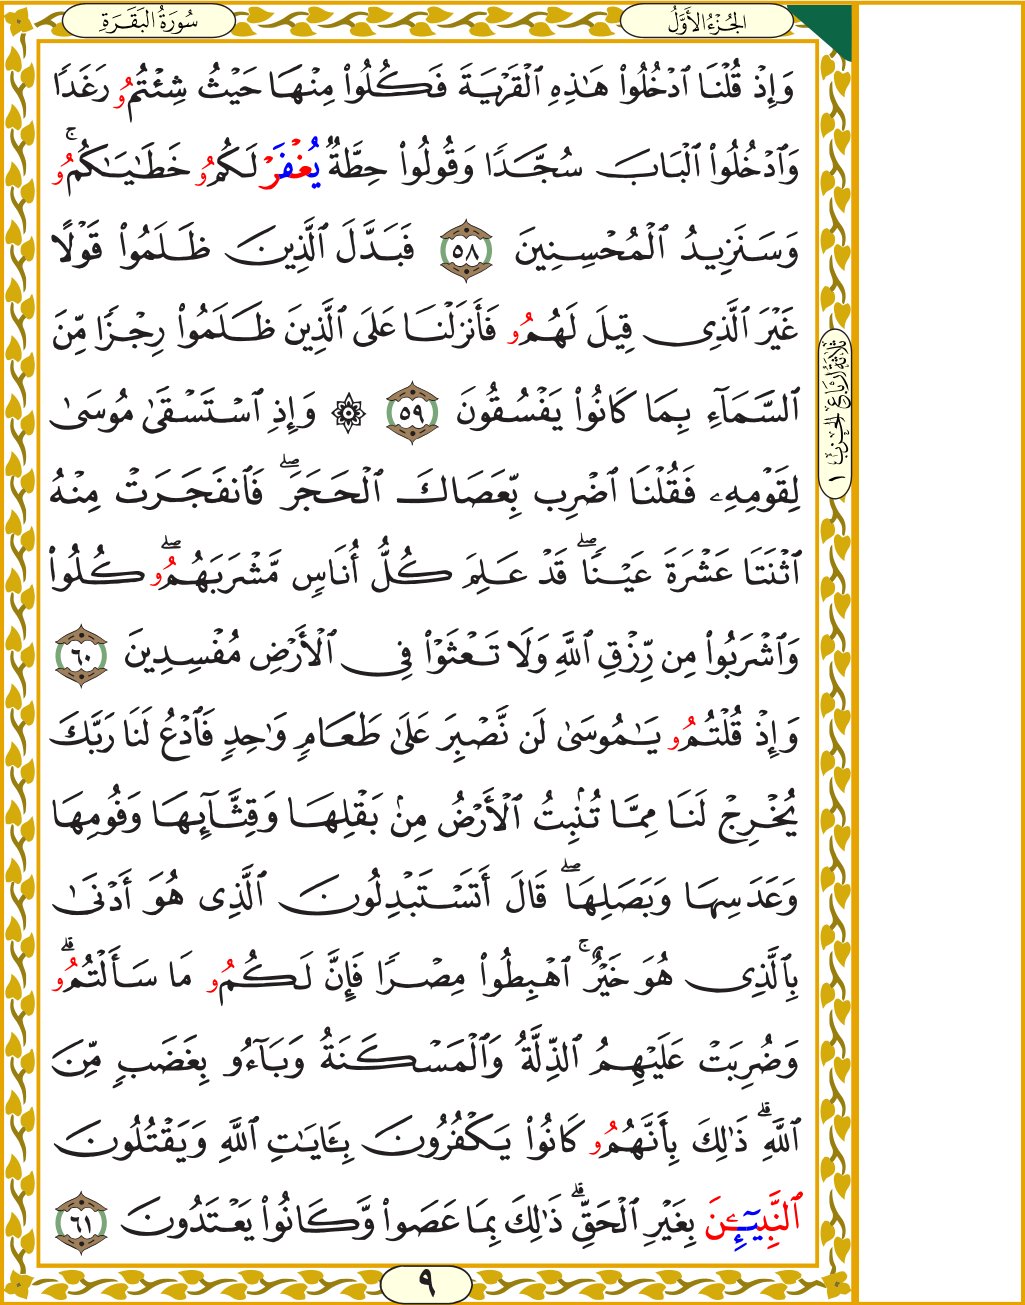 الجُزْءُ الأَوَّلُ
سُورَةُ البَقَرَةِ
وَإِذْ قُلْنَا ٱدْخُلُوا۟ هَٰذِهِ ٱلْقَرْيَةَ فَكُلُوا۟ مِنْهَا حَيْثُ شِئْتُمُۥ رَغَدًا
وَٱدْخُلُوا۟ ٱلْبَابَ سُجَّدًا وَقُولُوا۟ حِطَّةٌ يُغْفَرْ لَكُمُۥ خَطَٰيَٰكُمُۥۚ
وَسَنَزِيدُ ٱلْمُحْسِنِينَ ٥٨ فَبَدَّلَ ٱلَّذِينَ ظَلَمُوا۟ قَوْلًا
غَيْرَ ٱلَّذِى قِيلَ لَهُمُۥ فَأَنزَلْنَا عَلَى ٱلَّذِينَ ظَلَمُوا۟ رِجْزًا مِّنَ
ٱلسَّمَآءِ بِمَا كَانُوا۟ يَفْسُقُونَ ٥٩ ۞ وَإِذِ ٱسْتَسْقَىٰ مُوسَىٰ
لِقَوْمِهِۦ فَقُلْنَا ٱضْرِب بِّعَصَاكَ ٱلْحَجَرَۖ فَٱنفَجَرَتْ مِنْهُ
ٱثْنَتَا عَشْرَةَ عَيْنًاۖ قَدْ عَلِمَ كُلُّ أُنَاسٍ مَّشْرَبَهُمُۥۖ كُلُوا۟
وَٱشْرَبُوا۟ مِن رِّزْقِ ٱللَّهِ وَلَا تَعْثَوْا۟ فِى ٱلْأَرْضِ مُفْسِدِينَ ٦٠
وَإِذْ قُلْتُمُۥ يَٰمُوسَىٰ لَن نَّصْبِرَ عَلَىٰ طَعَامٍ وَٰحِدٍ فَٱدْعُ لَنَا رَبَّكَ
يُخْرِجْ لَنَا مِمَّا تُنۢبِتُ ٱلْأَرْضُ مِنۢ بَقْلِهَا وَقِثَّآئِهَا وَفُومِهَا
وَعَدَسِهَا وَبَصَلِهَاۖ قَالَ أَتَسْتَبْدِلُونَ ٱلَّذِى هُوَ أَدْنَىٰ
بِٱلَّذِى هُوَ خَيْرٌۚ ٱهْبِطُوا۟ مِصْرًا فَإِنَّ لَكُمُۥ مَا سَأَلْتُمُۥۗ
وَضُرِبَتْ عَلَيْهِمُ ٱلذِّلَّةُ وَٱلْمَسْكَنَةُ وَبَآءُو بِغَضَبٍ مِّنَ
ٱللَّهِۗ ذَٰلِكَ بِأَنَّهُمُۥ كَانُوا۟ يَكْفُرُونَ بِـَٔايَٰتِ ٱللَّهِ وَيَقْتُلُونَ
ٱلنَّبِيٓـِٔنَ بِغَيْرِ ٱلْحَقِّۗ ذَٰلِكَ بِمَا عَصَوا۟ وَّكَانُوا۟ يَعْتَدُونَ ٦١
ثَلَاثَةُ أَرْبَاعِ الحِزْبِ ١
٩